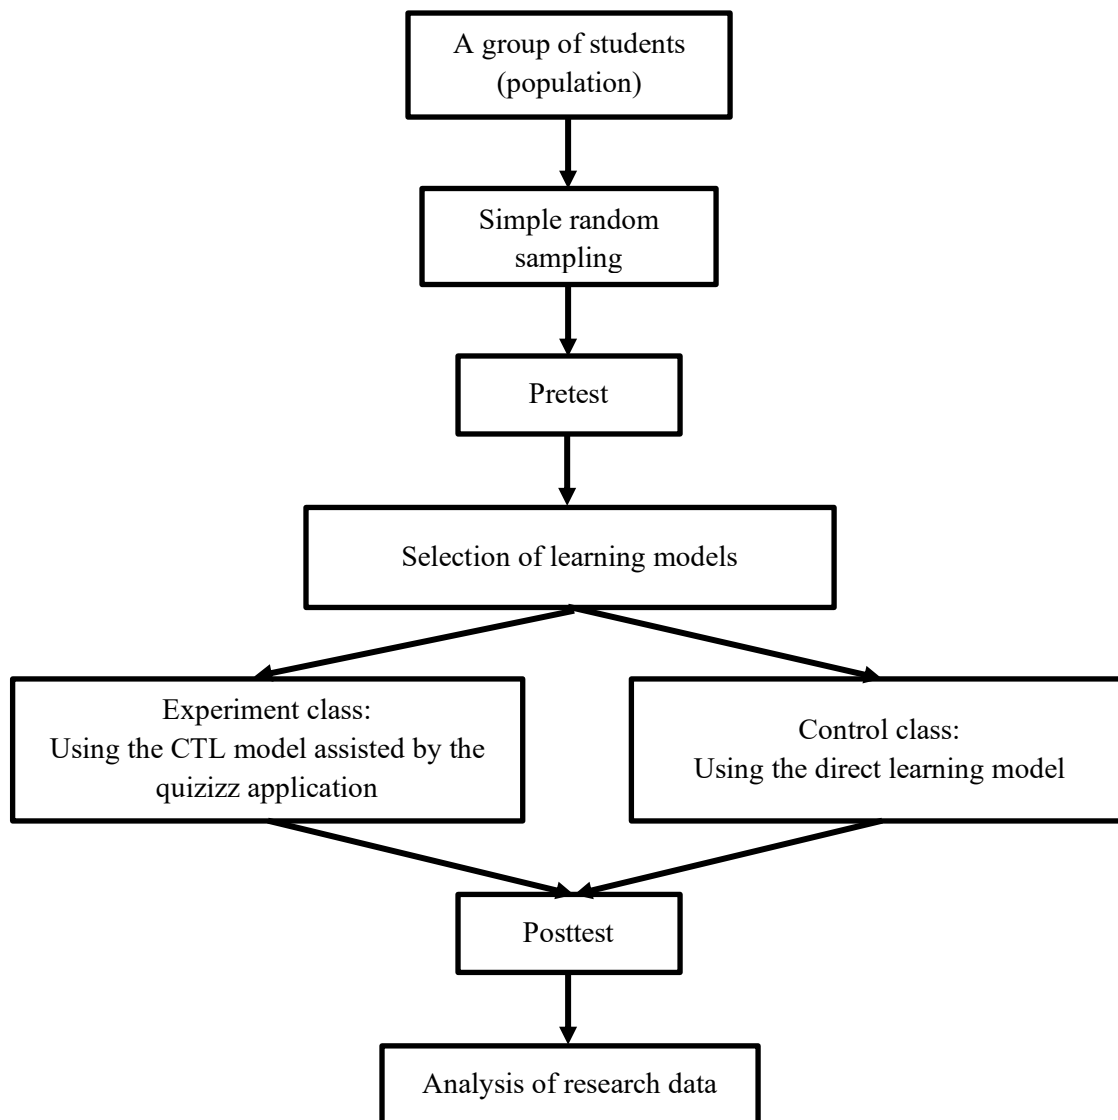 A group of students
(population)
Simple random
sampling
Pretest
Selection of learning models
Experiment class:
Using the CTL model assisted by the
quizizz application
Control class:
Using the direct learning model
Posttest
Analysis of research data